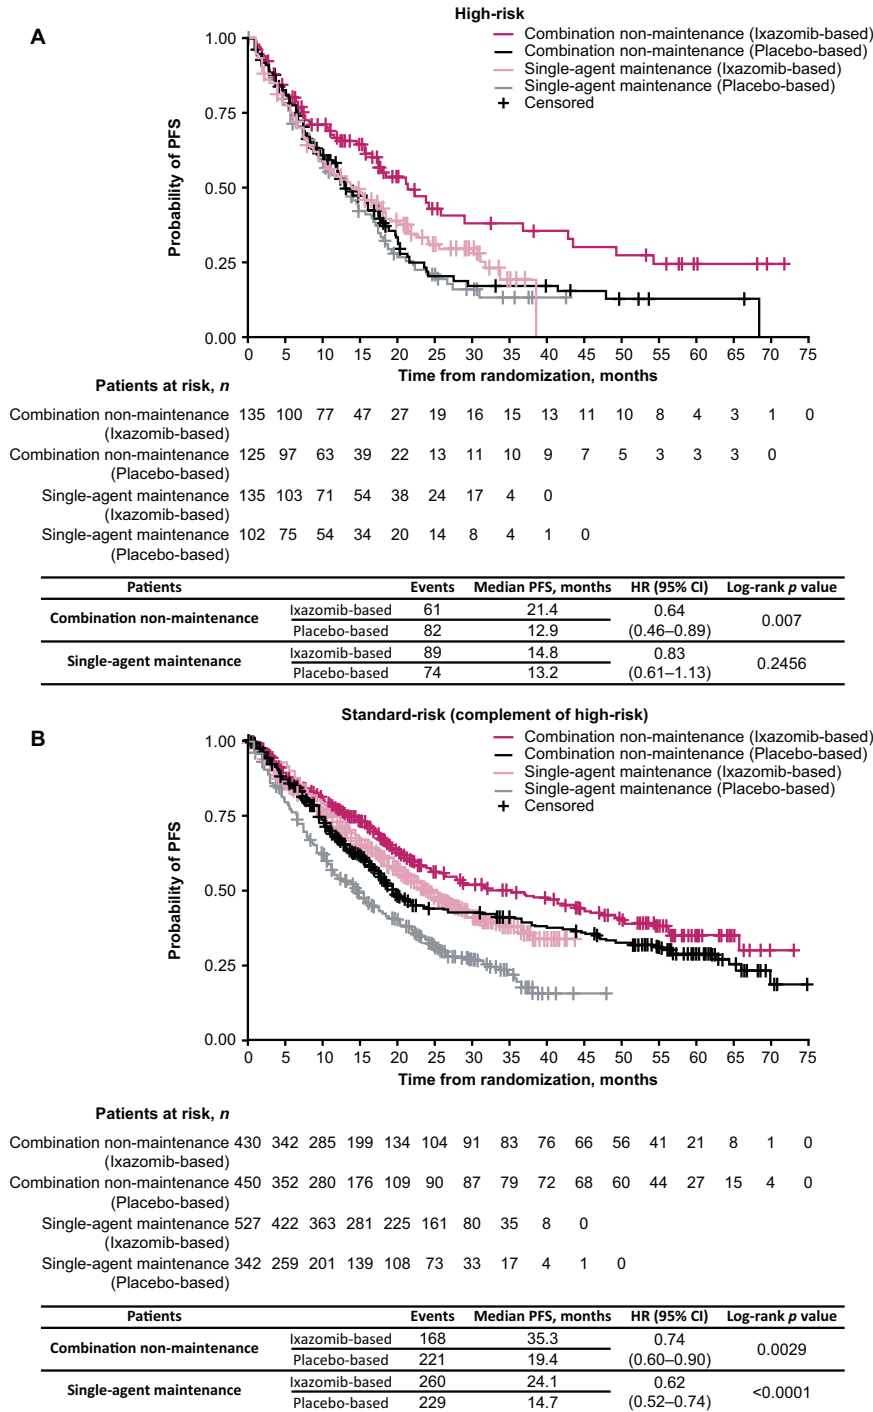 High-risk
A
Combination non-maintenance (Ixazomib-based)
Combination non-maintenance (Placebo-based)
Single-agent maintenance (Ixazomib-based)
Single-agent maintenance (Placebo-based)
Censored
Probability of PFS
1.00
0.75
0.50
0.25
0.00
0 5 10 15 20 25 30 35 40 45 50 55 60 65 70 75
Time from randomization, months
Patients at risk, n
Combination non-maintenance 135 100 77 47 27 19 16 15 13 11 10 8 4 3 1 0
(Ixazomib-based)
Combination non-maintenance 125 97 63 39 22 13 11 10 9 7 5 3 3 3 0
(Placebo-based)
Single-agent maintenance 135 103 71 54 38 24 17 4 0
(Ixazomib-based)
Single-agent maintenance 102 75 54 34 20 14 8 4 1 0
(Placebo-based)
Patients Events Median PFS, months HR (95% CI) Log-rank p value
Combination non-maintenance Ixazomib-based 61 21.4 0.64 0.007
Placebo-based 82 12.9 (0.46–0.89)
Single-agent maintenance Ixazomib-based 89 14.8 0.83 0.2456
Placebo-based 74 13.2 (0.61–1.13)
Standard-risk (complement of high-risk)
B
Combination non-maintenance (Ixazomib-based)
Combination non-maintenance (Placebo-based)
Single-agent maintenance (Ixazomib-based)
Single-agent maintenance (Placebo-based)
Censored
Probability of PFS
1.00
0.75
0.50
0.25
0.00
0 5 10 15 20 25 30 35 40 45 50 55 60 65 70 75
Time from randomization, months
Patients at risk, n
Combination non-maintenance 430 342 285 199 134 104 91 83 76 66 56 41 21 8 1 0
(Ixazomib-based)
Combination non-maintenance 450 352 280 176 109 90 87 79 72 68 60 44 27 15 4 0
(Placebo-based)
Single-agent maintenance 527 422 363 281 225 161 80 35 8 0
(Ixazomib-based)
Single-agent maintenance 342 259 201 139 108 73 33 17 4 1 0
(Placebo-based)
Patients Events Median PFS, months HR (95% CI) Log-rank p value
Combination non-maintenance Ixazomib-based 168 35.3 0.74 0.0029
Placebo-based 221 19.4 (0.60–0.90)
Single-agent maintenance Ixazomib-based 260 24.1 0.62 <0.0001
Placebo-based 229 14.7 (0.52–0.74)